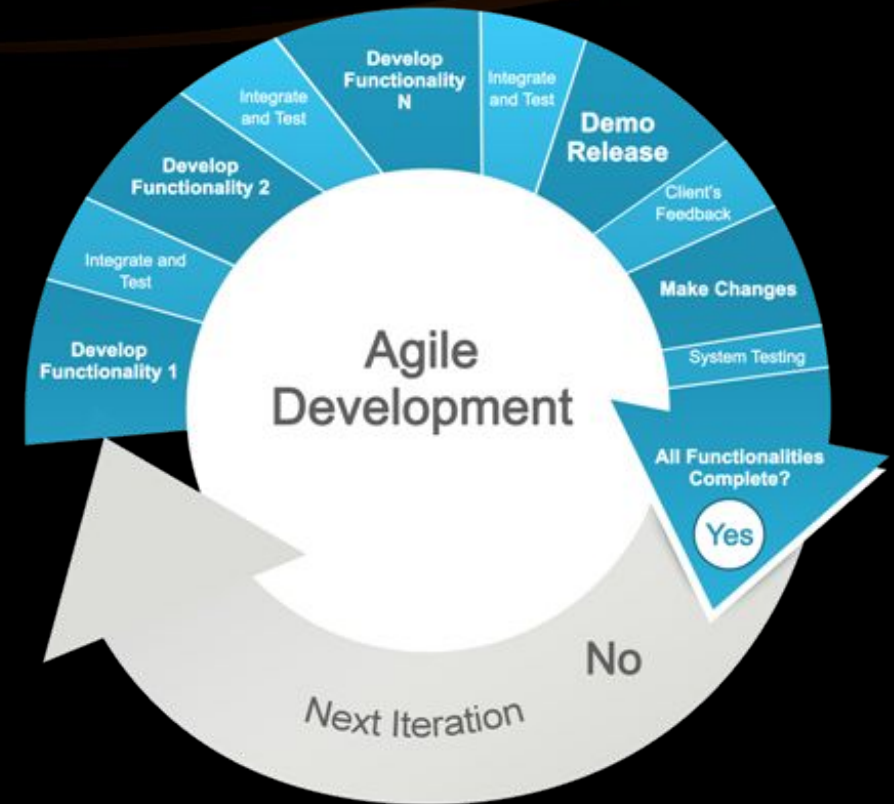 Develop
Functionality 1
Integrate and
Test
Develop
Functionality 2
Integrate
and Test
Develop
Functionality
N
Integrate
and Test
Demo
Release
Client's
Feedback
Make Changes
System Testing
All Functionalities
Complete?
Yes
No
Next Iteration
Agile
Development